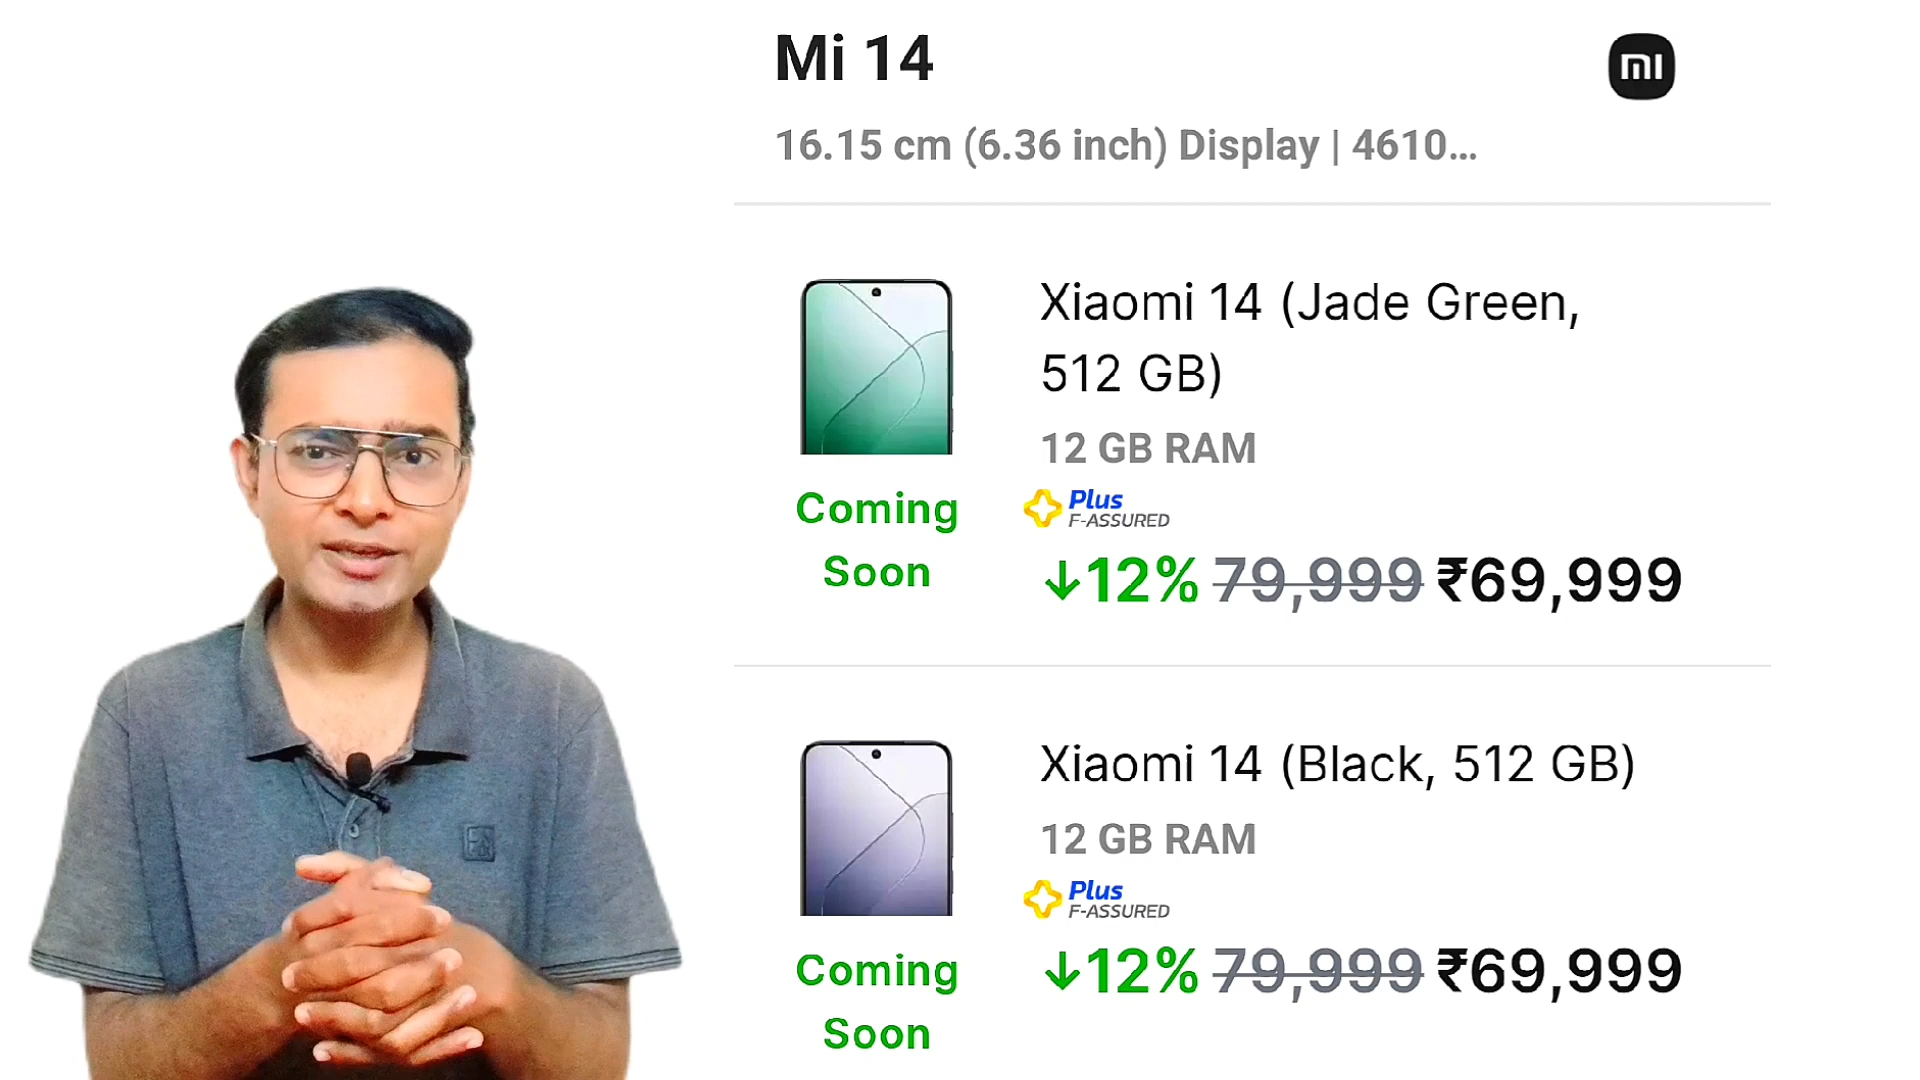 Mi 14
mi
16.15 cm (6.36 inch) Display | 4610...
Xiaomi 14 (Jade Green,
512 GB)
12 GB RAM
Plus
F-ASSURED
Coming
Soon
↓12% 79,999 ₹69,999
Xiaomi 14 (Black, 512 GB)
12 GB RAM
Plus
F-ASSURED
Coming
Soon
↓12% 79,999 ₹69,999